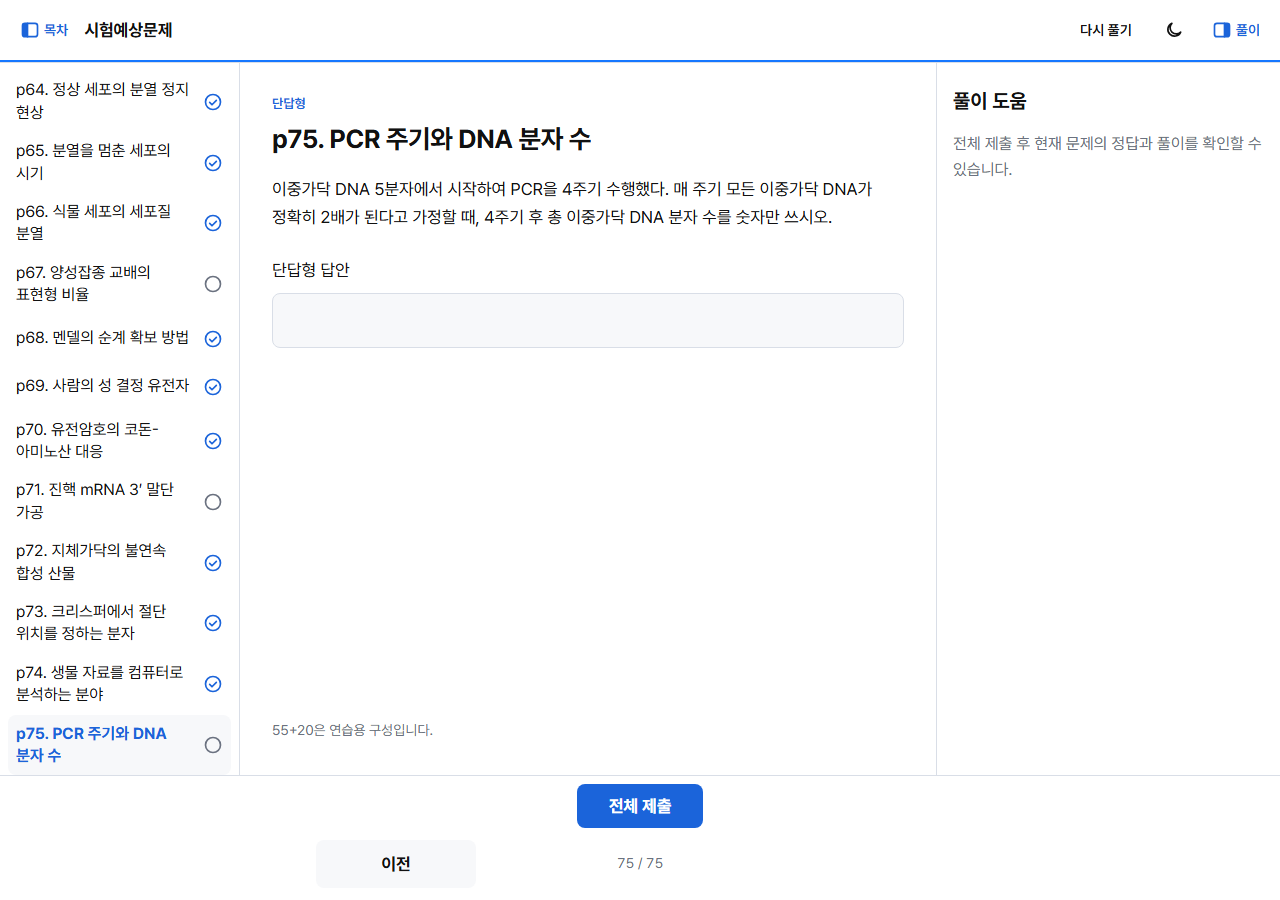 목차 시험예상문제 다시 풀기 풀이
p64. 정상 세포의 분열 정지
현상
p65. 분열을 멈춘 세포의
시기
p66. 식물 세포의 세포질
분열
p67. 양성잡종 교배의
표현형 비율
p68. 멘델의 순계 확보 방법
p69. 사람의 성 결정 유전자
p70. 유전암호의 코돈-
아미노산 대응
p71. 진핵 mRNA 3′ 말단
가공
p72. 지체가닥의 불연속
합성 산물
p73. 크리스퍼에서 절단
위치를 정하는 분자
p74. 생물 자료를 컴퓨터로
분석하는 분야
p75. PCR 주기와 DNA
분자 수
단답형
p75. PCR 주기와 DNA 분자 수
이중가닥 DNA 5분자에서 시작하여 PCR을 4주기 수행했다. 매 주기 모든 이중가닥 DNA가
정확히 2배가 된다고 가정할 때, 4주기 후 총 이중가닥 DNA 분자 수를 숫자만 쓰시오.
단답형 답안
55+20은 연습용 구성입니다.
풀이 도움
전체 제출 후 현재 문제의 정답과 풀이를 확인할 수
있습니다.
전체 제출
이전 75 / 75